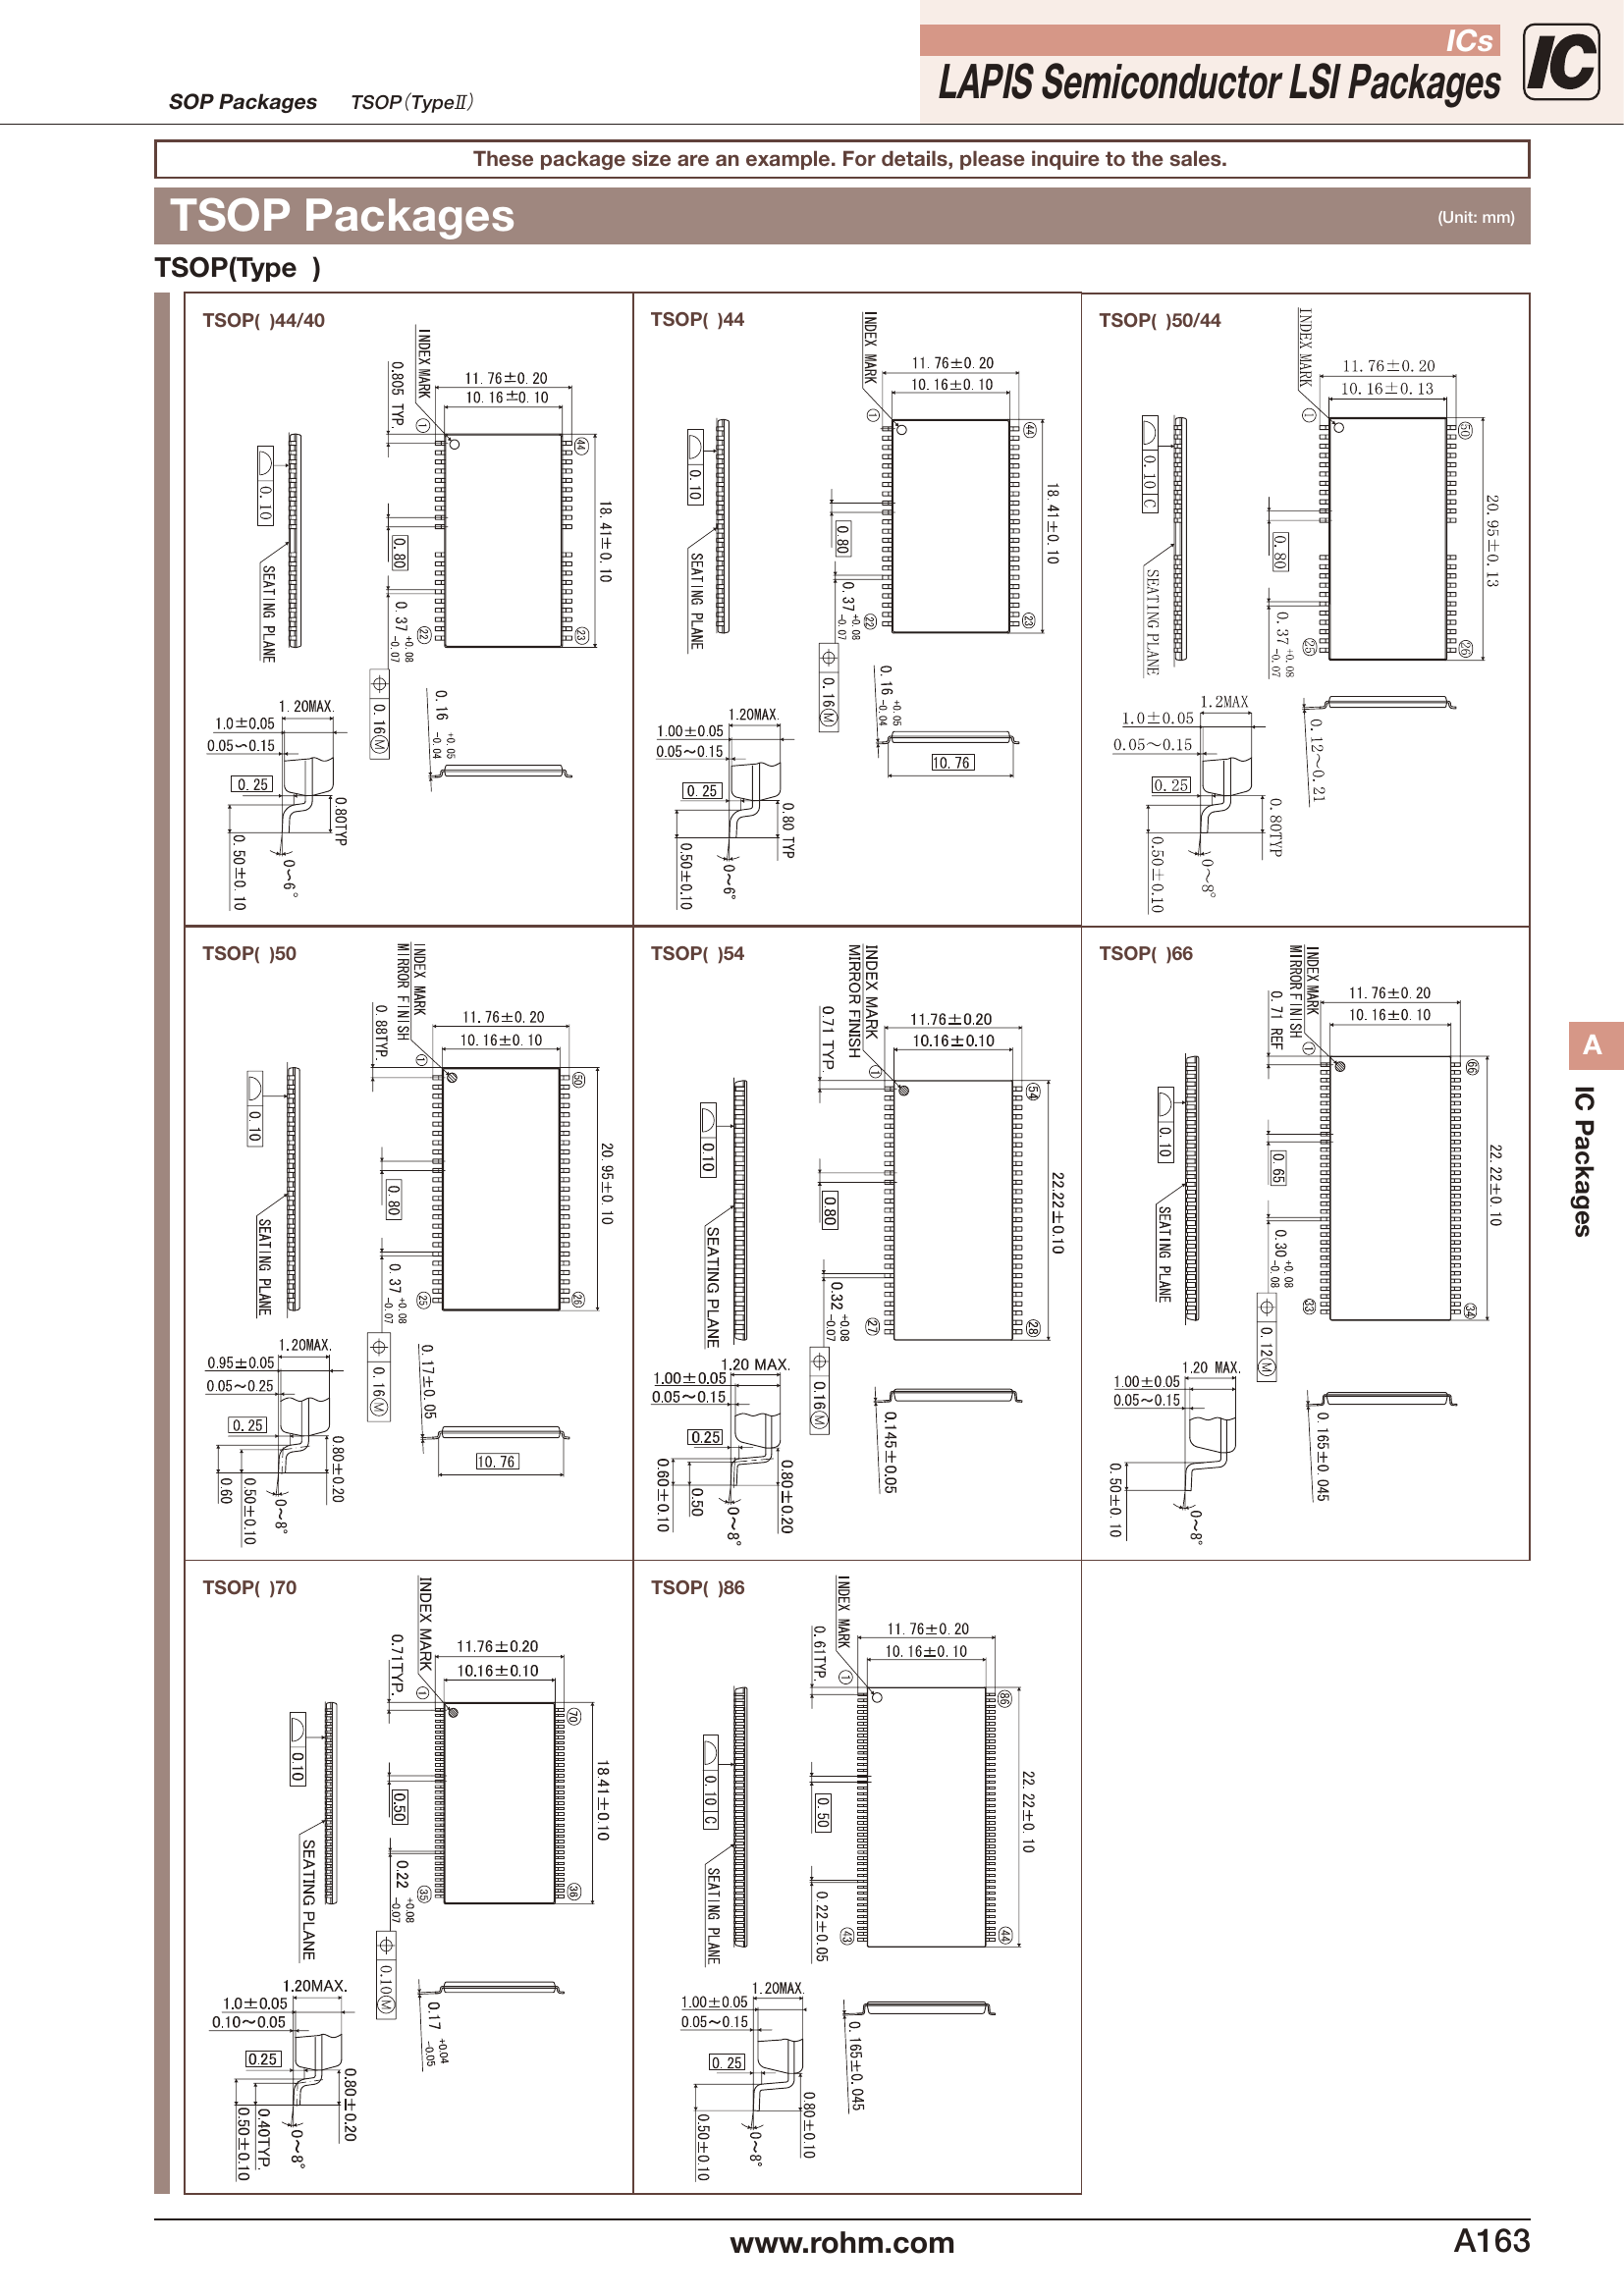 ICs
LAPIS Semiconductor LSI Packages
IC
SOP Packages TSOP(TypeⅡ)
These package size are an example. For details, please inquire to the sales.
TSOP Packages
(Unit: mm)
TSOP(Type )
TSOP( )44/40
INDEX MARK
0.805 TYP.
11.76±0.20
10.16±0.10
①
㊹
18.41±0.10
0.10
SEATING PLANE
0.80
0.37 +0.08 -0.07
㉒
㉓
0.16Ⓜ
0.16 +0.05 -0.04
1.20MAX.
1.0±0.05
0.05~0.15
0.25
0.80TYP
0.50±0.10
0~6°
TSOP( )44
INDEX MARK
11.76±0.20
10.16±0.10
①
㊹
18.41±0.10
0.10
SEATING PLANE
0.80
0.37 +0.08 -0.07
㉒
㉓
0.16Ⓜ
0.16 +0.05 -0.04
10.76
1.20MAX.
1.00±0.05
0.05~0.15
0.25
0.80 TYP
0.50±0.10
0~6°
TSOP( )50/44
INDEX MARK
11.76±0.20
10.16±0.13
①
㊿
20.95±0.13
0.10 C
SEATING PLANE
0.80
0.37 +0.08 -0.07
㉕
㉖
0.12~0.21
1.2MAX
1.0±0.05
0.05~0.15
0.25
0.80TYP
0.50±0.10
0~8°
TSOP( )50
INDEX MARK
MIRROR FINISH
0.88TYP.
11.76±0.20
10.16±0.10
①
㊿
20.95±0.10
0.10
SEATING PLANE
0.80
0.37 +0.08 -0.07
㉕
㉖
0.16Ⓜ
0.17±0.05
10.76
1.20MAX.
0.95±0.05
0.05~0.25
0.25
0.80±0.20
0.60
0.50±0.10
0~8°
TSOP( )54
INDEX MARK
MIRROR FINISH
0.71 TYP.
11.76±0.20
10.16±0.10
①
54
22.22±0.10
0.10
SEATING PLANE
0.80
0.32 +0.08 -0.07
㉗
㉘
0.16Ⓜ
0.145±0.05
1.20 MAX.
1.00±0.05
0.05~0.15
0.25
0.80±0.20
0.60±0.10
0.50
0~8°
TSOP( )66
INDEX MARK
MIRROR FINISH
0.71 REF
11.76±0.20
10.16±0.10
①
66
22.22±0.10
0.10
SEATING PLANE
0.65
0.30 +0.08 -0.08
㉝
㉞
0.12Ⓜ
0.165±0.045
1.20 MAX.
1.00±0.05
0.05~0.15
0.50±0.10
0~8°
TSOP( )70
INDEX MARK
0.71TYP.
11.76±0.20
10.16±0.10
①
70
18.41±0.10
0.10
SEATING PLANE
0.50
0.22 +0.08 -0.07
㉟
㊱
0.10Ⓜ
0.17 +0.04 -0.05
1.20MAX.
1.0±0.05
0.10~0.05
0.25
0.80±0.20
0.40TYP.
0.50±0.10
0~8°
TSOP( )86
INDEX MARK
0.61TYP.
11.76±0.20
10.16±0.10
①
86
22.22±0.10
0.10 C
SEATING PLANE
0.50
0.22±0.05
㊸
㊹
0.165±0.045
1.20MAX.
1.00±0.05
0.05~0.15
0.25
0.80±0.10
0.50±0.10
0~8°
A
IC Packages
www.rohm.com
A163